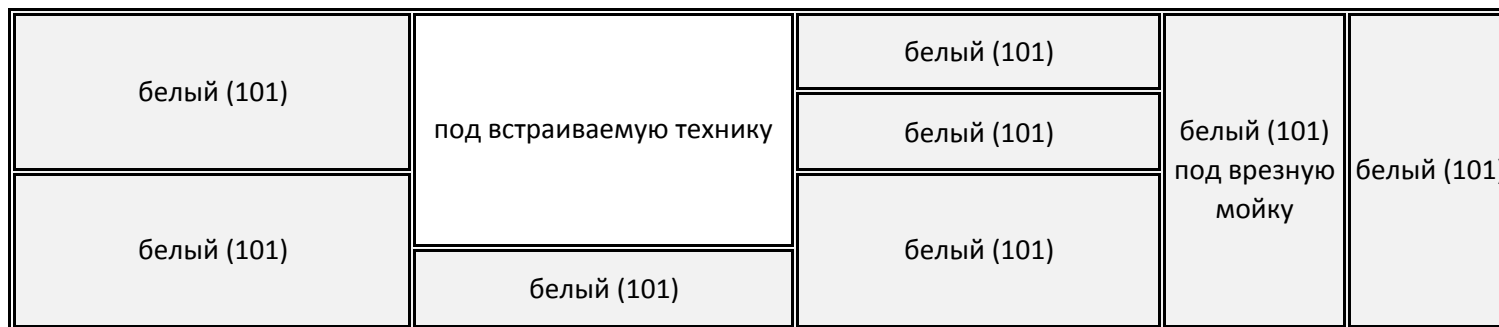 белый (101)
белый (101)
под встраиваемую технику
белый (101)
белый (101)
белый (101)
белый (101)
белый (101)
под врезную
мойку
белый (101)